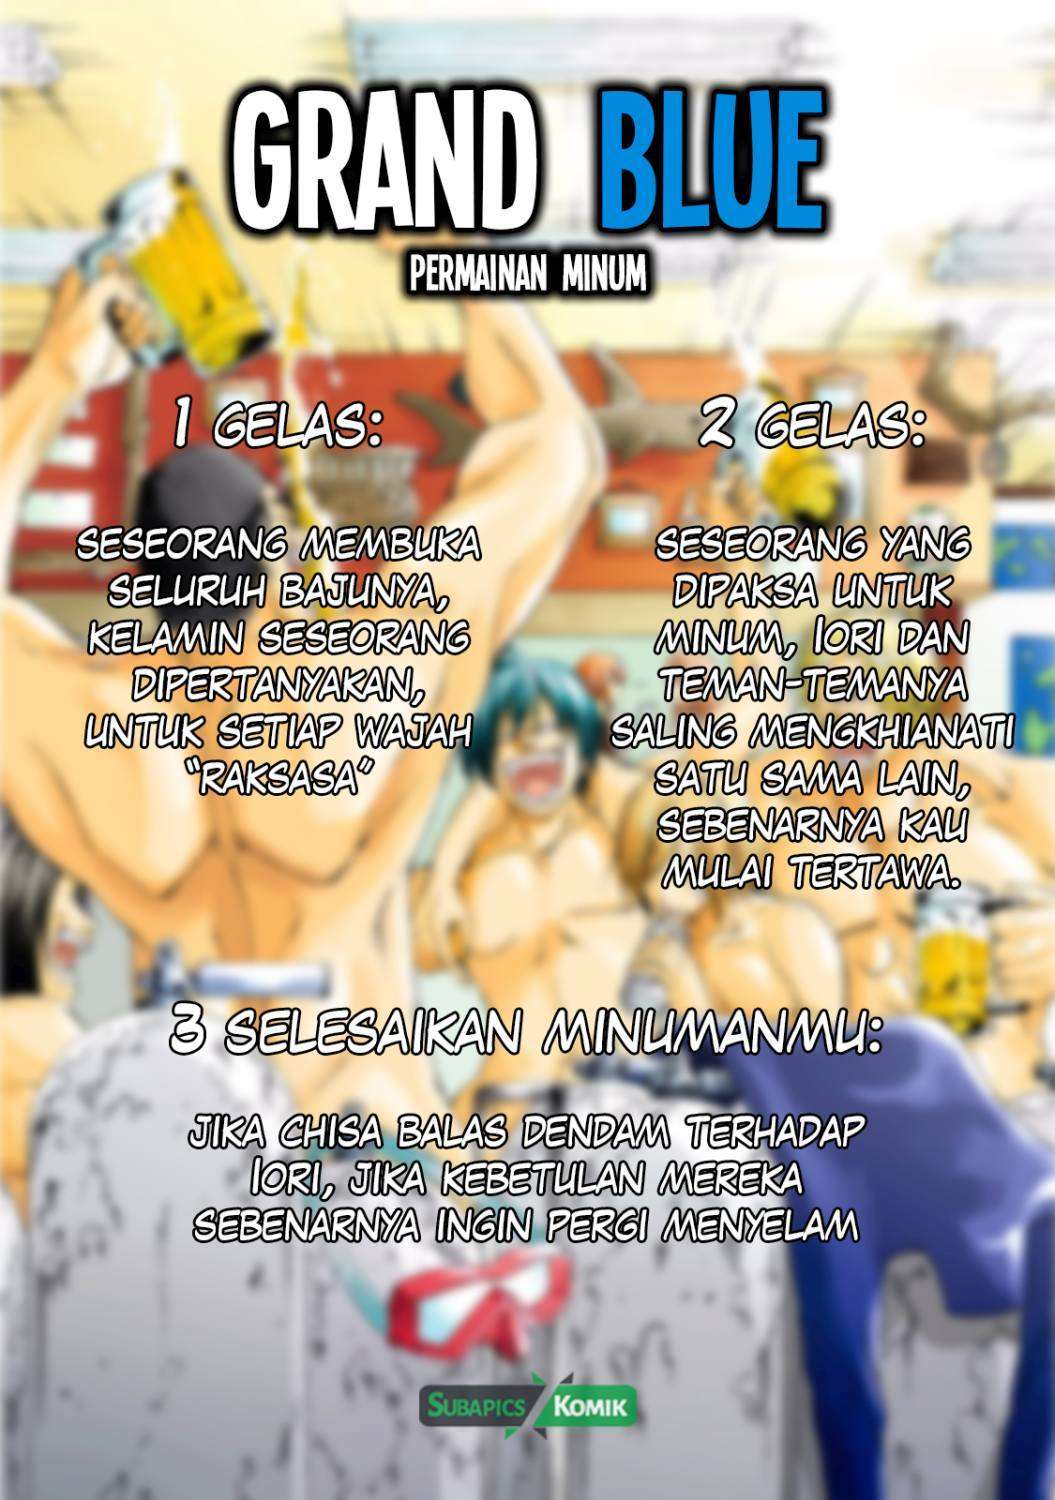 GRAND BLUE
PERMAINAN MINUM
1 GELAS:
SESEORANG MEMBUKA
SELURUH BAJUNYA,
KELAMIN SESEORANG
DIPERTANYAKAN,
UNTUK SETIAP WAJAH
"RAKSASA"
2 GELAS:
SESEORANG YANG
DIPAKSA UNTUK
MINUM, IORI DAN
TEMAN-TEMANYA
SALING MENGKHIANATI
SATU SAMA LAIN,
SEBENARNYA KAU
MULAI TERTAWA.
3 SELESAIKAN MINUMANMU:
JIKA CHISA BALAS DENDAM TERHADAP
IORI, JIKA KEBETULAN MEREKA
SEBENARNYA INGIN PERGI MENYELAM
SUBAPICS KOMIK